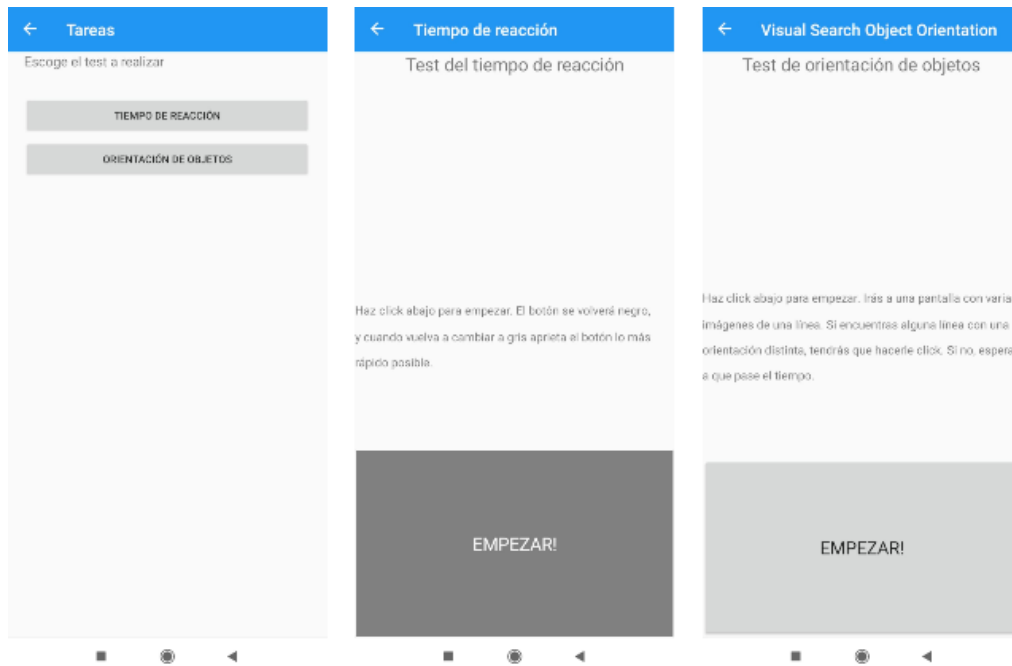 Tareas
Escoge el test a realizar
TIEMPO DE REACCIÓN
ORIENTACIÓN DE OBJETOS
Tiempo de reacción
Test del tiempo de reacción
Haz click abajo para empezar. El botón se volverá negro,
y cuando vuelva a cambiar a gris aprieta el botón lo más
rápido posible.
EMPEZAR!
Visual Search Object Orientation
Test de orientación de objetos
Haz click abajo para empezar. Irás a una pantalla con varia
imágenes de una línea. Si encuentras alguna línea con una
orientación distinta, tendrás que hacerle click. Si no, espera
a que pase el tiempo.
EMPEZAR!